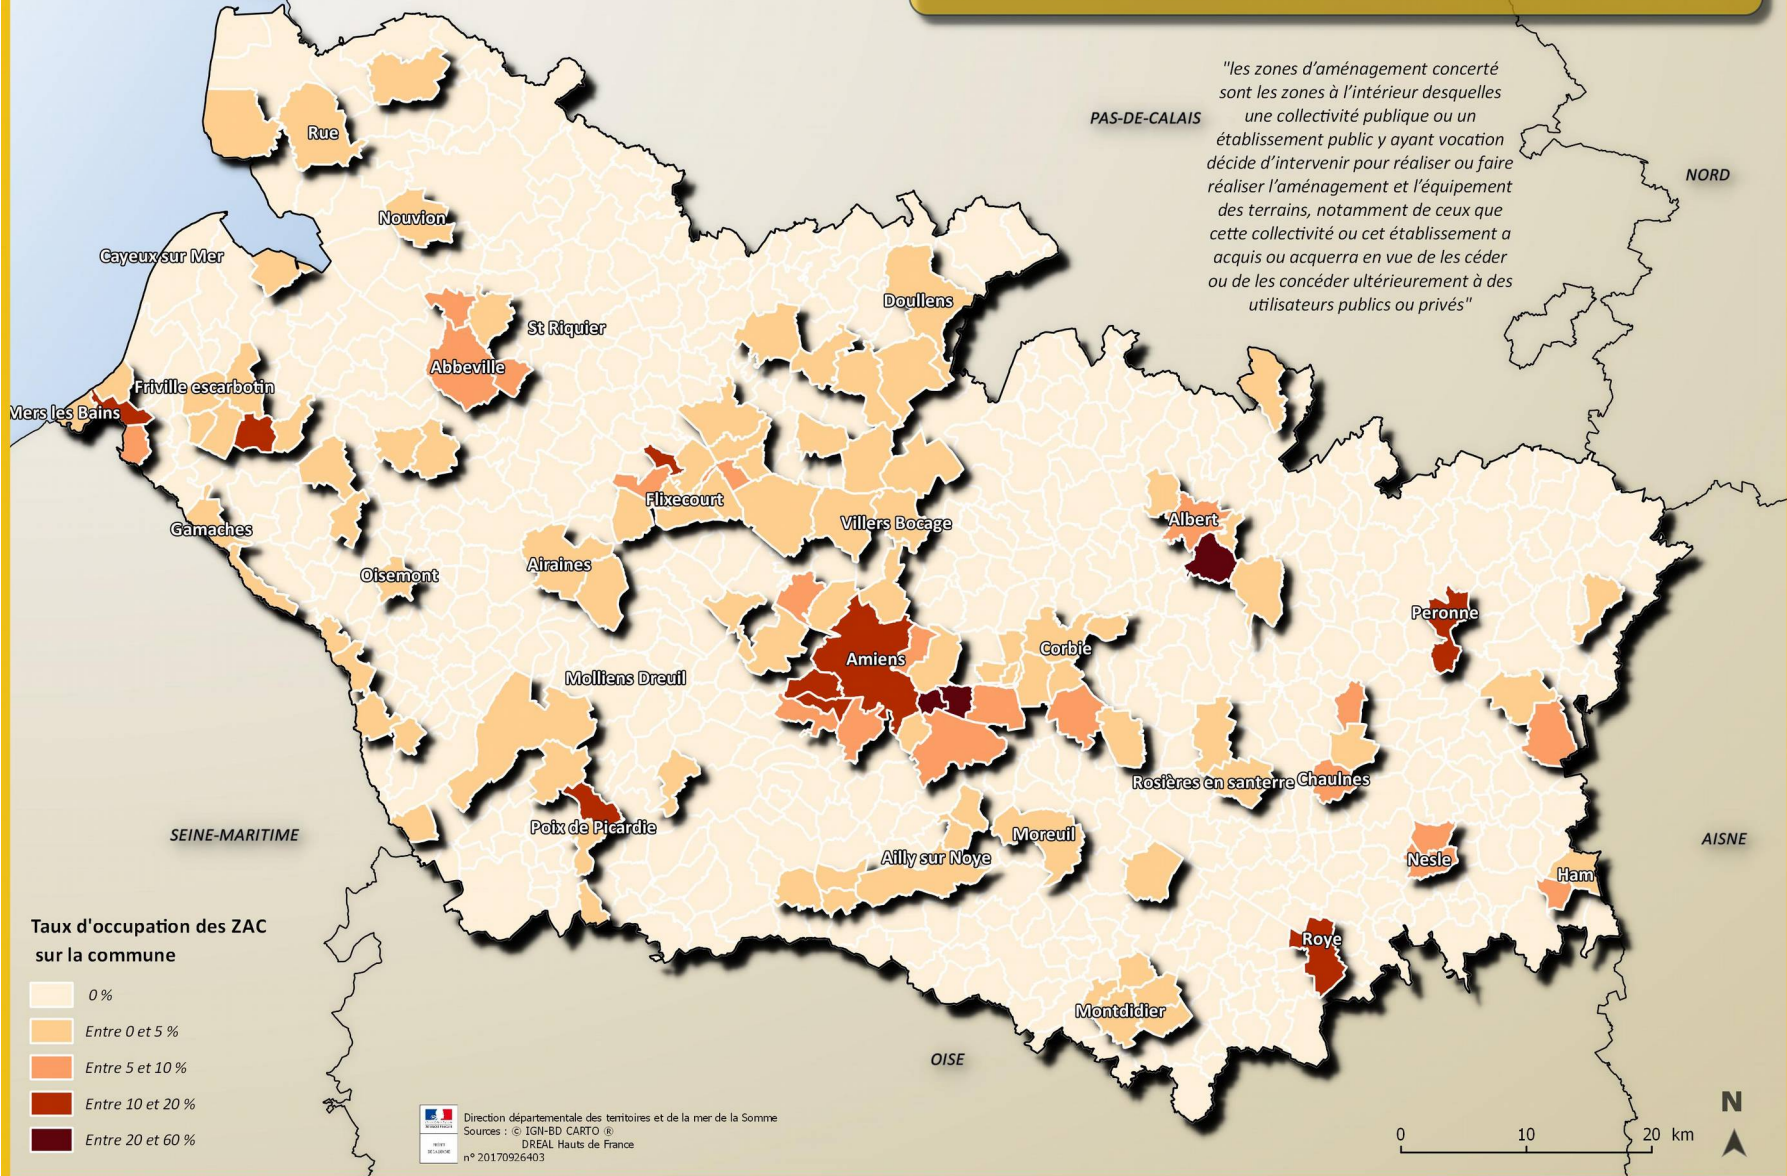 "les zones d'aménagement concerté
sont les zones à l'intérieur desquelles
une collectivité publique ou un
établissement public y ayant vocation
décide d'intervenir pour réaliser ou faire
réaliser l'aménagement et l'équipement
des terrains, notamment de ceux que
cette collectivité ou cet établissement a
acquis ou acquerra en vue de les céder
ou de les concéder ultérieurement à des
utilisateurs publics ou privés"
PAS-DE-CALAIS
NORD
Rue
Nouvion
Cayeux sur Mer
Doullens
St Riquier
Abbeville
Friville escarbotin
Mers les Bains
Flixecourt
Villers Bocage
Albert
Gamaches
Airaines
Oisemont
Peronne
Corbie
Amiens
Molliens Dreuil
Rosières en santerre
Chaulnes
Poix de Picardie
Moreuil
Ailly sur Noye
Nesle
Ham
Roye
Montdidier
SEINE-MARITIME
AISNE
OISE
Taux d'occupation des ZAC
sur la commune
0 %
Entre 0 et 5 %
Entre 5 et 10 %
Entre 10 et 20 %
Entre 20 et 60 %
Direction départementale des territoires et de la mer de la Somme
Sources : © IGN-BD CARTO ®
DREAL Hauts de France
n° 20170926403
N
0 10 20 km